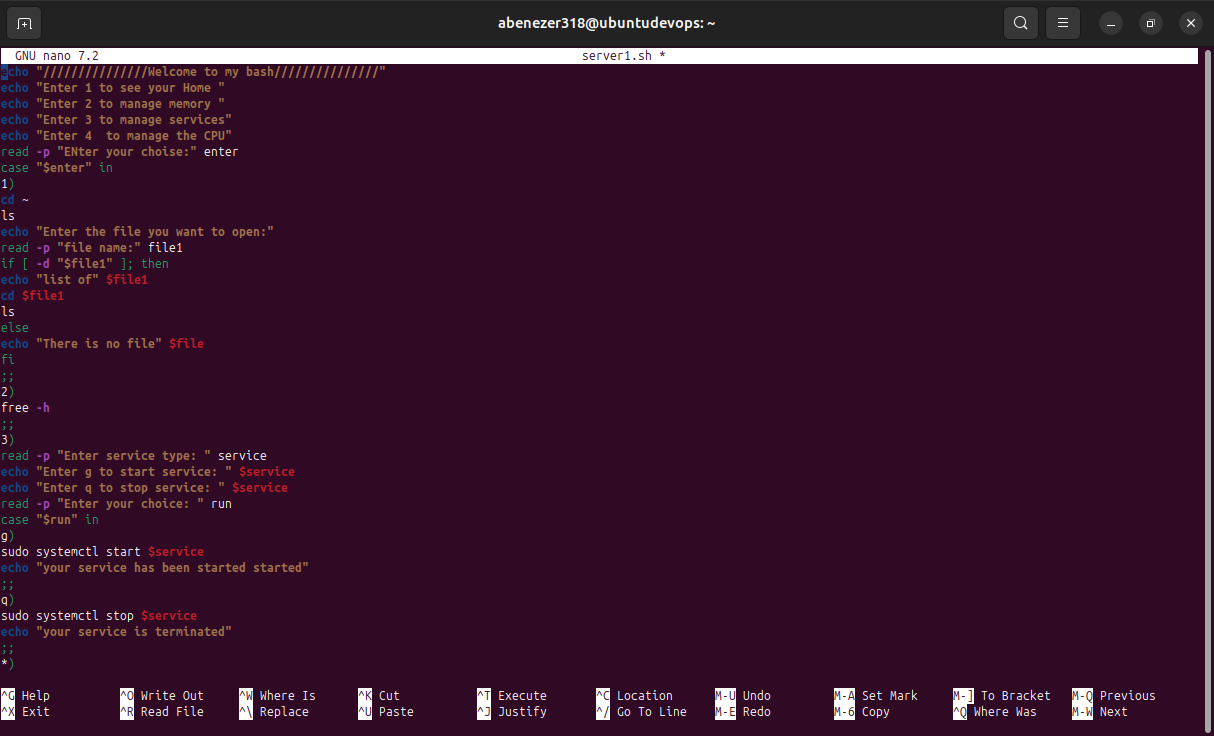 abenezer318@ubuntudevops: ~
GNU nano 7.2 server1.sh *
echo "///////////////Welcome to my bash///////////////"
echo "Enter 1 to see your Home "
echo "Enter 2 to manage memory "
echo "Enter 3 to manage services"
echo "Enter 4  to manage the CPU"
read -p "ENter your choise:" enter
case "$enter" in
1)
cd ~
ls
echo "Enter the file you want to open:"
read -p "file name:" file1
if [ -d "$file1" ]; then
echo "list of" $file1
cd $file1
ls
else
echo "There is no file" $file
fi
;;
2)
free -h
;;
3)
read -p "Enter service type: " service
echo "Enter g to start service: " $service
echo "Enter q to stop service: " $service
read -p "Enter your choice: " run
case "$run" in
g)
sudo systemctl start $service
echo "your service has been started started"
;;
q)
sudo systemctl stop $service
echo "your service is terminated"
;;
*)
^G Help ^O Write Out ^W Where Is ^K Cut ^T Execute ^C Location M-U Undo M-A Set Mark M-] To Bracket M-Q Previous
^X Exit ^R Read File ^\ Replace ^U Paste ^J Justify ^/ Go To Line M-E Redo M-6 Copy ^Q Where Was M-W Next